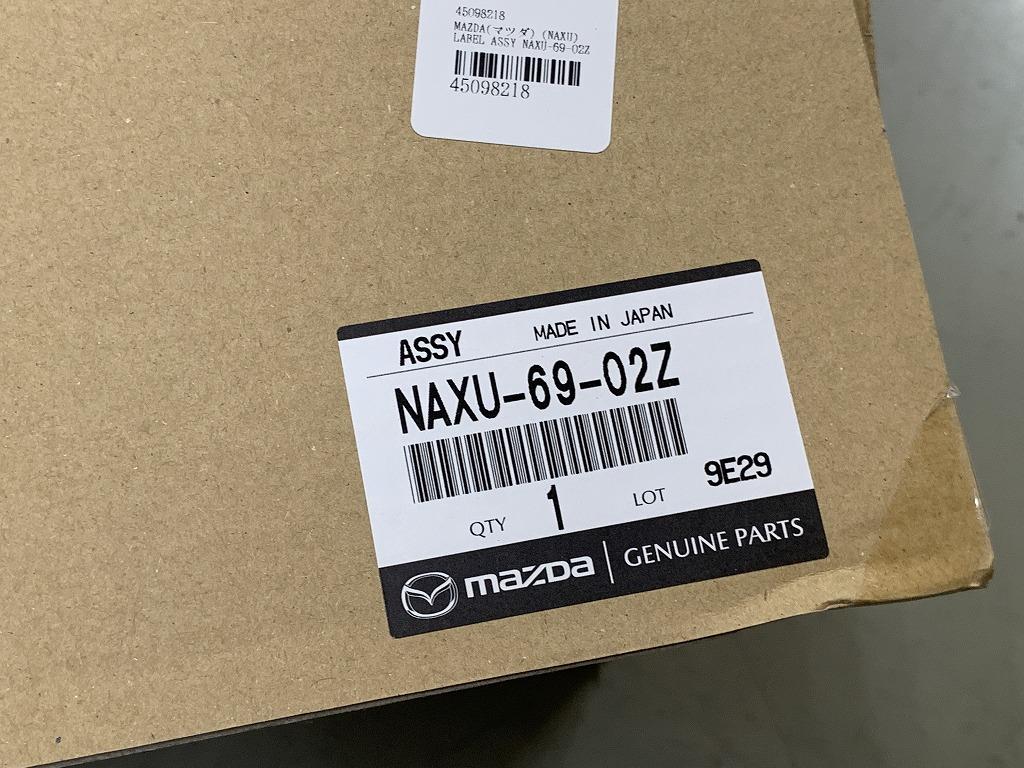 45098218
MAZDA(マツダ) (NAXU)
LABEL ASSY NAXU-69-02Z
45098218
ASSY MADE IN JAPAN
NAXU-69-02Z
QTY 1 LOT 9E29
mazda GENUINE PARTS